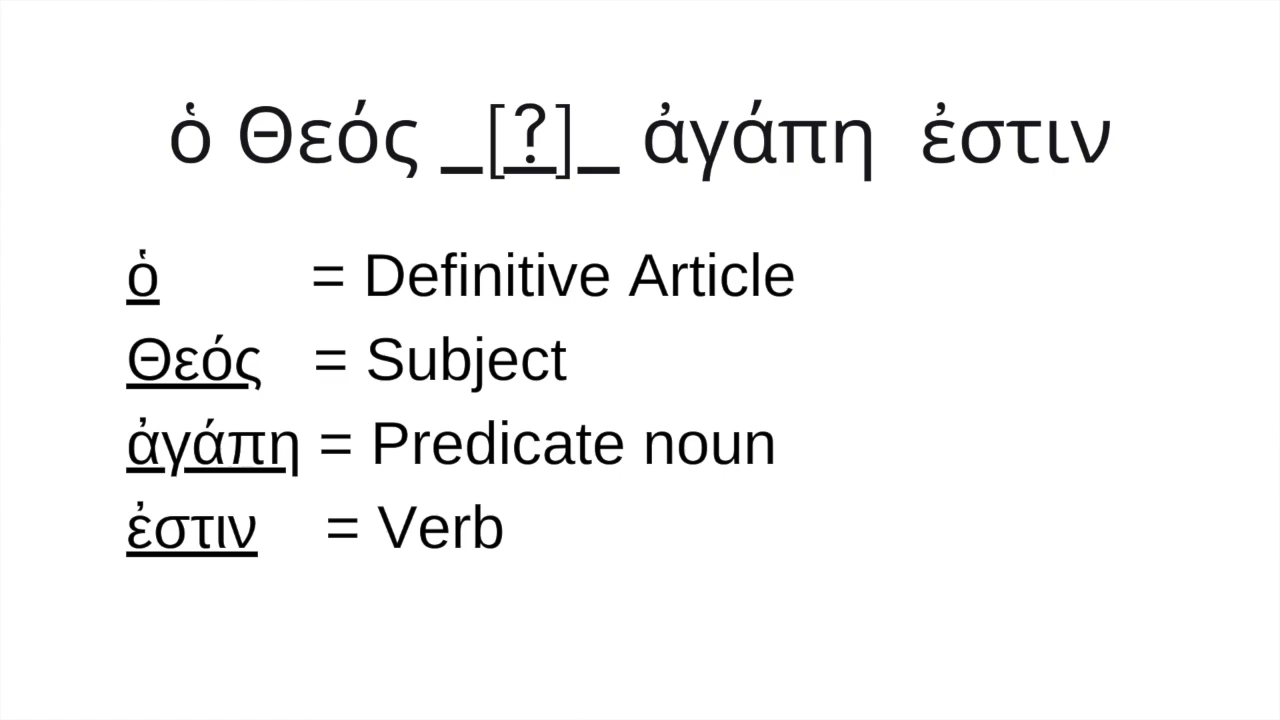 ὁ Θεός _[?]_ ἀγάπη ἐστιν
ὁ = Definitive Article
Θεός = Subject
ἀγάπη = Predicate noun
ἐστιν = Verb